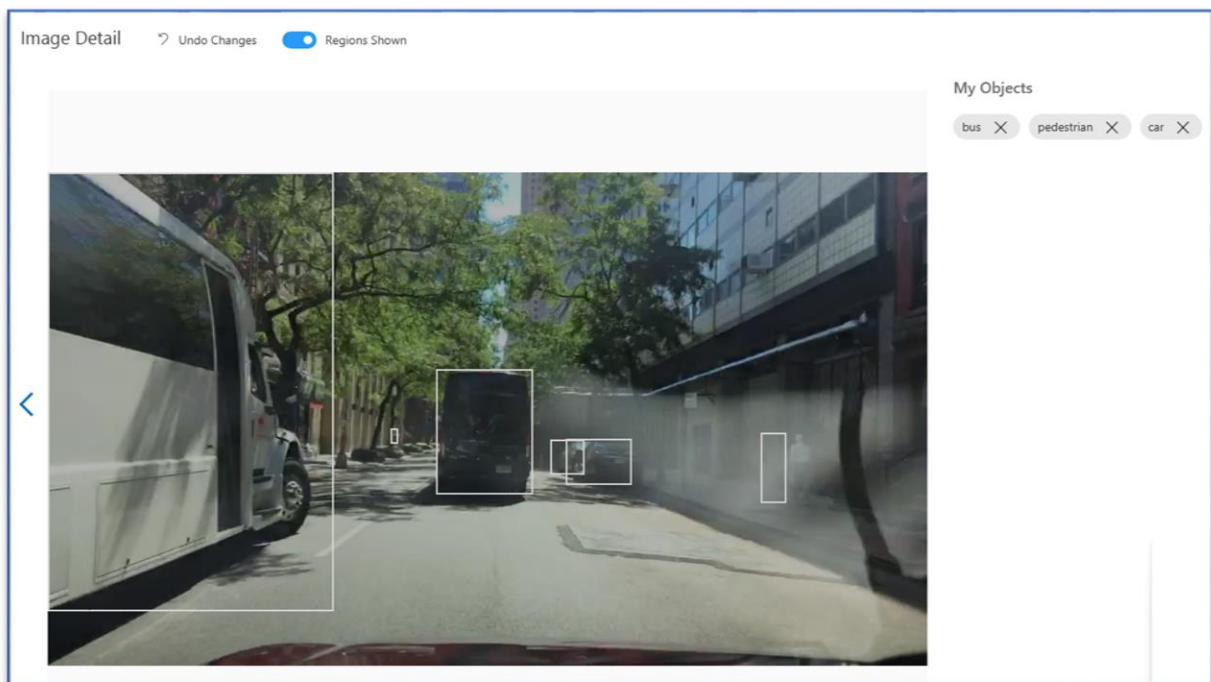 Image Detail
Undo Changes
Regions Shown
My Objects
bus
pedestrian
car